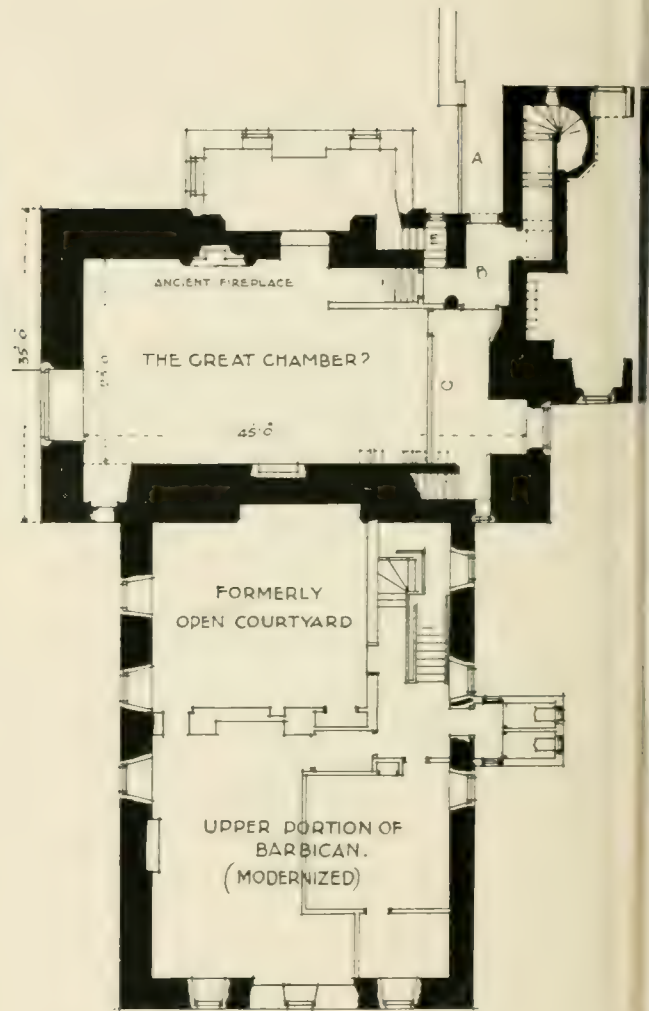 A
E
B
ANCIENT FIREPLACE
35' 0"
THE GREAT CHAMBER?
C
45' 0"
FORMERLY
OPEN COURTYARD
UPPER PORTION OF
BARBICAN.
(MODERNIZED)